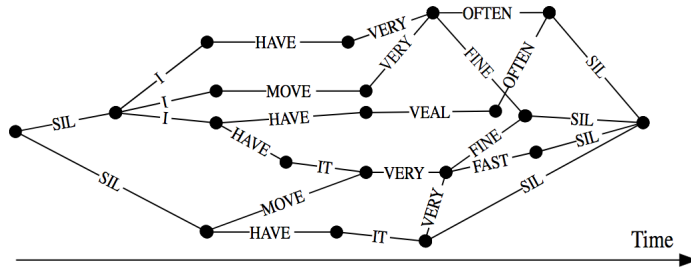 OFTEN
VERY
HAVE
I
VERY
FINE
OFTEN
SIL
MOVE
I
SIL
I
HAVE
VEAL
SIL
HAVE
FINE
SIL
IT
VERY
FAST
SIL
SIL
MOVE
VERY
HAVE
IT
Time